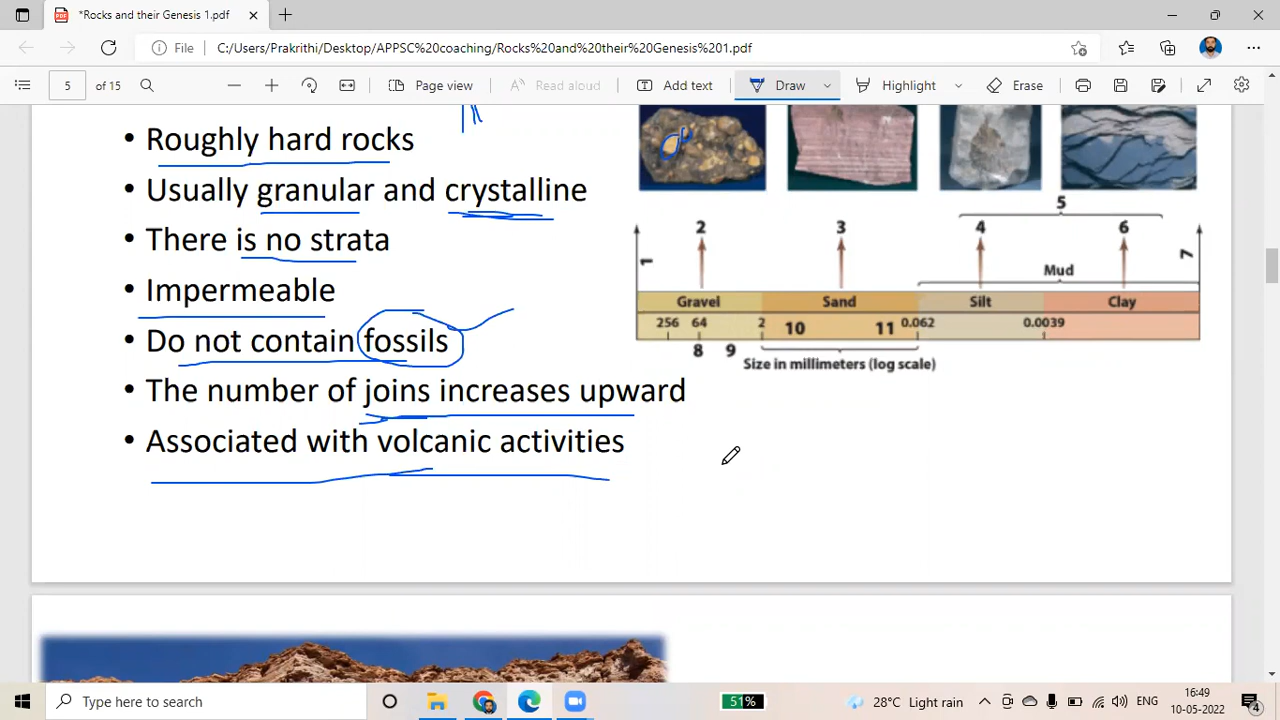 *Rocks and their Genesis 1.pdf
File
C:/Users/Prakrithi/Desktop/APPSC%20coaching/Rocks%20and%20their%20Genesis%201.pdf
5 of 15
Page view
Read aloud
Add text
Draw
Highlight
Erase
• Roughly hard rocks
• Usually granular and crystalline
• There is no strata
• Impermeable
• Do not contain fossils
• The number of joins increases upward
• Associated with volcanic activities
5
2 3 4 6
1 7
Mud
Gravel Sand Silt Clay
256 64 2 10 11 0.062 0.0039
8 9
Size in millimeters (log scale)
Type here to search
51%
28°C Light rain
ENG
16:49
10-05-2022
4